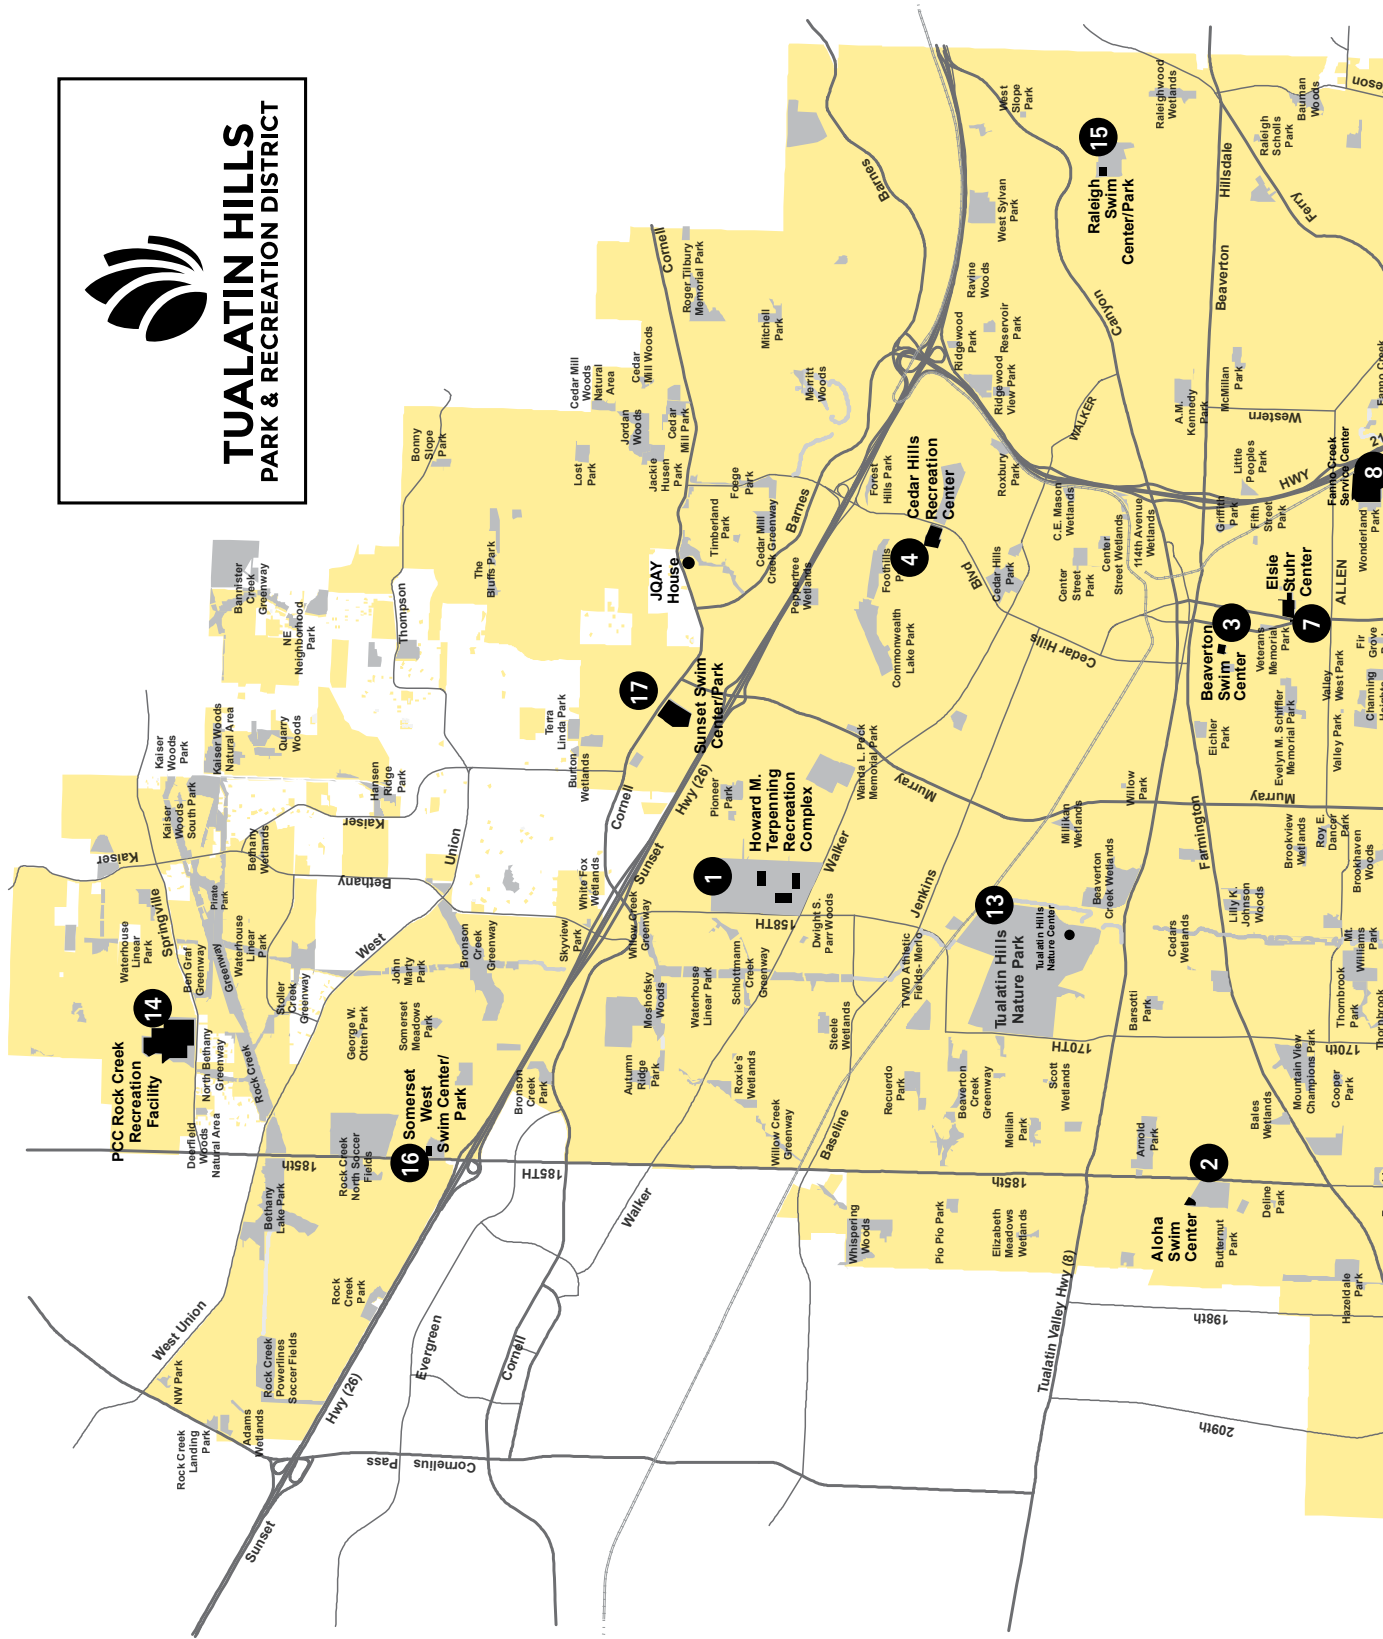 TUALATIN HILLS
PARK & RECREATION DISTRICT
PCC Rock Creek
Recreation
Facility
14
Springville
Kaiser
Waterhouse
Linear
Park
Ben Graf
Greenway
Greenway
Pirate
Park
Waterhouse
Linear
Park
Kaiser
Woods
South Park
Kaiser
Woods
Park
Kaiser Woods
Natural Area
Quarry
Woods
Bethany
Wetlands
Stoller
Creek
Greenway
North Bethany
Greenway
Rock Creek
Deerfield
Woods
Natural Area
185th
Bethany
Lake Park
Rock Creek
North Soccer
Fields
16
Somerset
West
Swim Center/
Park
George W.
Otten Park
Somerset
Meadows
Park
John
Marty
Park
West
Union
Bethany
Kaiser
Hansen
Ridge
Park
Bronson
Creek
Greenway
Skyview
Park
White Fox
Wetlands
Bannister
Creek
Greenway
NE
Neighborhood
Park
Thompson
Bonny
Slope
Park
The
Bluffs Park
Terra
Linda Park
Burton
Wetlands
Cornell
17
Sunset Swim
Center/Park
JQAY
House
Lost
Park
Cedar Mill
Woods
Natural
Area
Cedar
Mill Woods
Jordan
Woods
Jackie
Husen
Park
Cedar
Mill Park
Cornell
Roger Tilbury
Memorial Park
Mitchell
Park
Merritt
Woods
Foege
Park
Timberland
Park
Cedar Mill
Creek Greenway
Barnes
Peppertree
Wetlands
Barnes
West Union
NW Park
Rock Creek
Landing
Park
Adams
Wetlands
Rock Creek
Powerlines
Soccer Fields
Rock
Creek
Park
Hwy (26)
Sunset
Cornelius
Pass
Evergreen
Cornell
Bronson
Creek
Park
185TH
Walker
Autumn
Ridge
Park
Moshofsky
Woods
Willow Creek
Greenway
Sunset
Hwy (26)
Waterhouse
Linear Park
Schlottmann
Creek
Greenway
Roxie's
Wetlands
Willow Creek
Greenway
Baseline
Steele
Wetlands
Dwight S.
Parr Woods
158TH
1
Howard M.
Terpenning
Recreation
Complex
Pioneer
Park
Walker
Wanda L. Peck
Memorial Park
Murray
Jenkins
TVWD Athletic
Fields- Merlo
13
Tualatin Hills
Nature Park
Tualatin Hills
Nature Center
170TH
Recuerdo
Park
Beaverton
Creek
Greenway
Melilah
Park
Scott
Wetlands
185th
Whispering
Woods
Pio Pio Park
Elizabeth
Meadows
Wetlands
Tualatin Valley Hwy (8)
198th
209th
Arnold
Park
2
Aloha
Swim
Center
Butternut
Park
Deline
Park
Hazeldale
Park
Bales
Wetlands
Mountain View
Champions Park
Cooper
Park
170th
Thornbrook
Park
Thornbrook
Mt.
Williams
Park
Barsotti
Park
Cedars
Wetlands
Lilly K.
Johnson
Woods
Beaverton
Creek Wetlands
Millikan
Wetlands
Willow
Park
Farmington
Murray
Brookview
Wetlands
Roy E.
Dancer
Park
Brookhaven
Woods
Eichler
Park
Evelyn M. Schiffler
Memorial Park
Valley Park
Valley
West Park
Channing
Heights
Fir
Grove
Park
3
Beaverton
Swim
Center
Veterans
Memorial
Park
7
Elsie
Stuhr
Center
ALLEN
Wonderland
Park
8
Fanno Creek
Service Center
Fanno Creek
Fifth
Street
Park
Griffith
Park
Little
Peoples
Park
HWY
Western
A.M.
Kennedy
Park
McMillan
Park
114th Avenue
Wetlands
Center
Street Wetlands
Center
Street
Park
C.E. Mason
Wetlands
WALKER
Cedar Hills
Blvd
Cedar Hills
Park
Commonwealth
Lake Park
Foothills
4
Cedar Hills
Recreation
Center
Forest
Hills Park
Roxbury
Park
Ridgewood
View Park
Ridgewood
Park
Reservoir
Park
Ravine
Woods
West Sylvan
Park
West
Slope
Park
Canyon
15
Raleigh
Swim
Center/Park
Raleighwood
Wetlands
Beaverton
Hillsdale
Raleigh
Scholls
Park
Bauman
Woods
Ferry